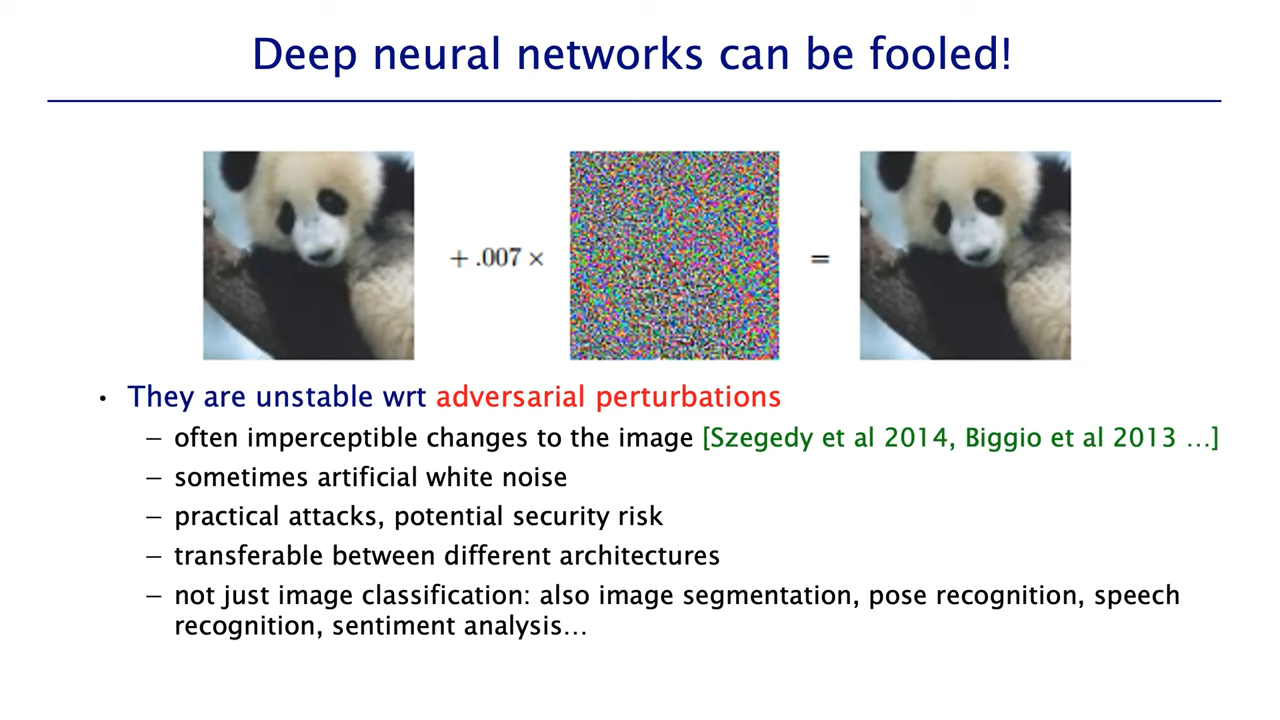 Deep neural networks can be fooled!
+ .007 ×
=
• They are unstable wrt adversarial perturbations
– often imperceptible changes to the image [Szegedy et al 2014, Biggio et al 2013 …]
– sometimes artificial white noise
– practical attacks, potential security risk
– transferable between different architectures
– not just image classification: also image segmentation, pose recognition, speech
recognition, sentiment analysis…